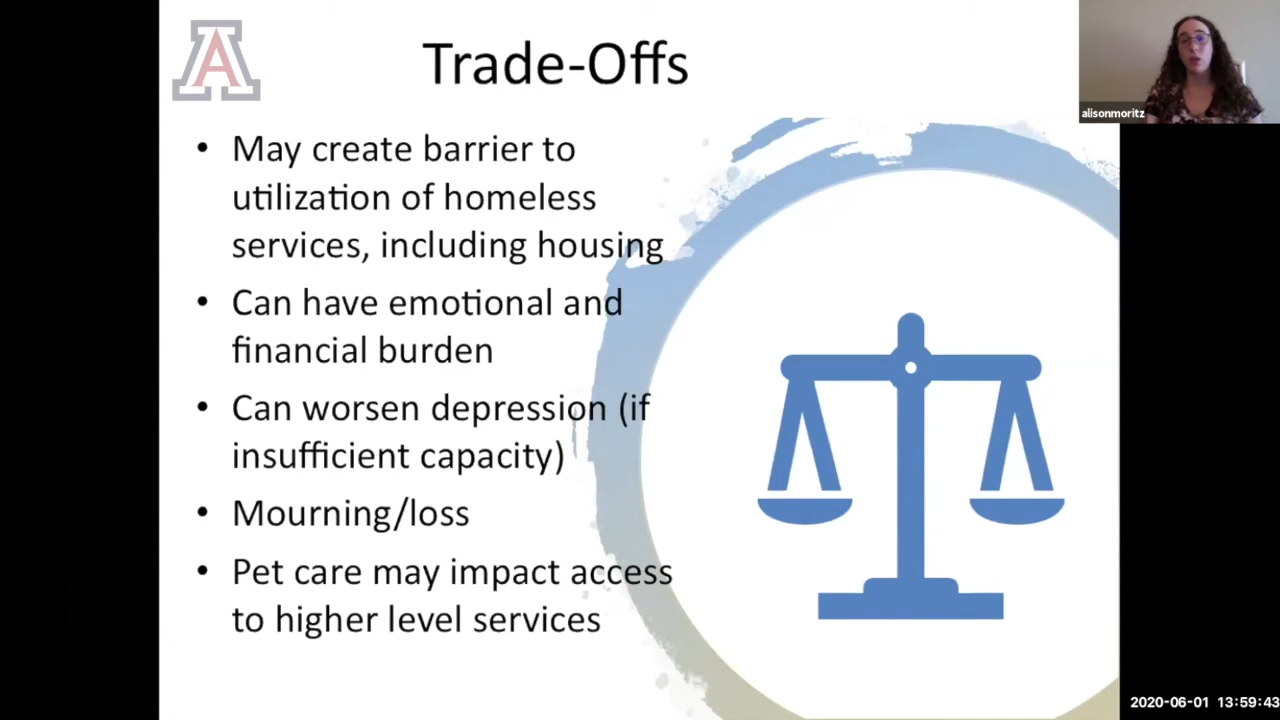 A
Trade-Offs
alisonmoritz
• May create barrier to
utilization of homeless
services, including housing
• Can have emotional and
financial burden
• Can worsen depression (if
insufficient capacity)
• Mourning/loss
• Pet care may impact access
to higher level services
2020-06-01 13:59:43